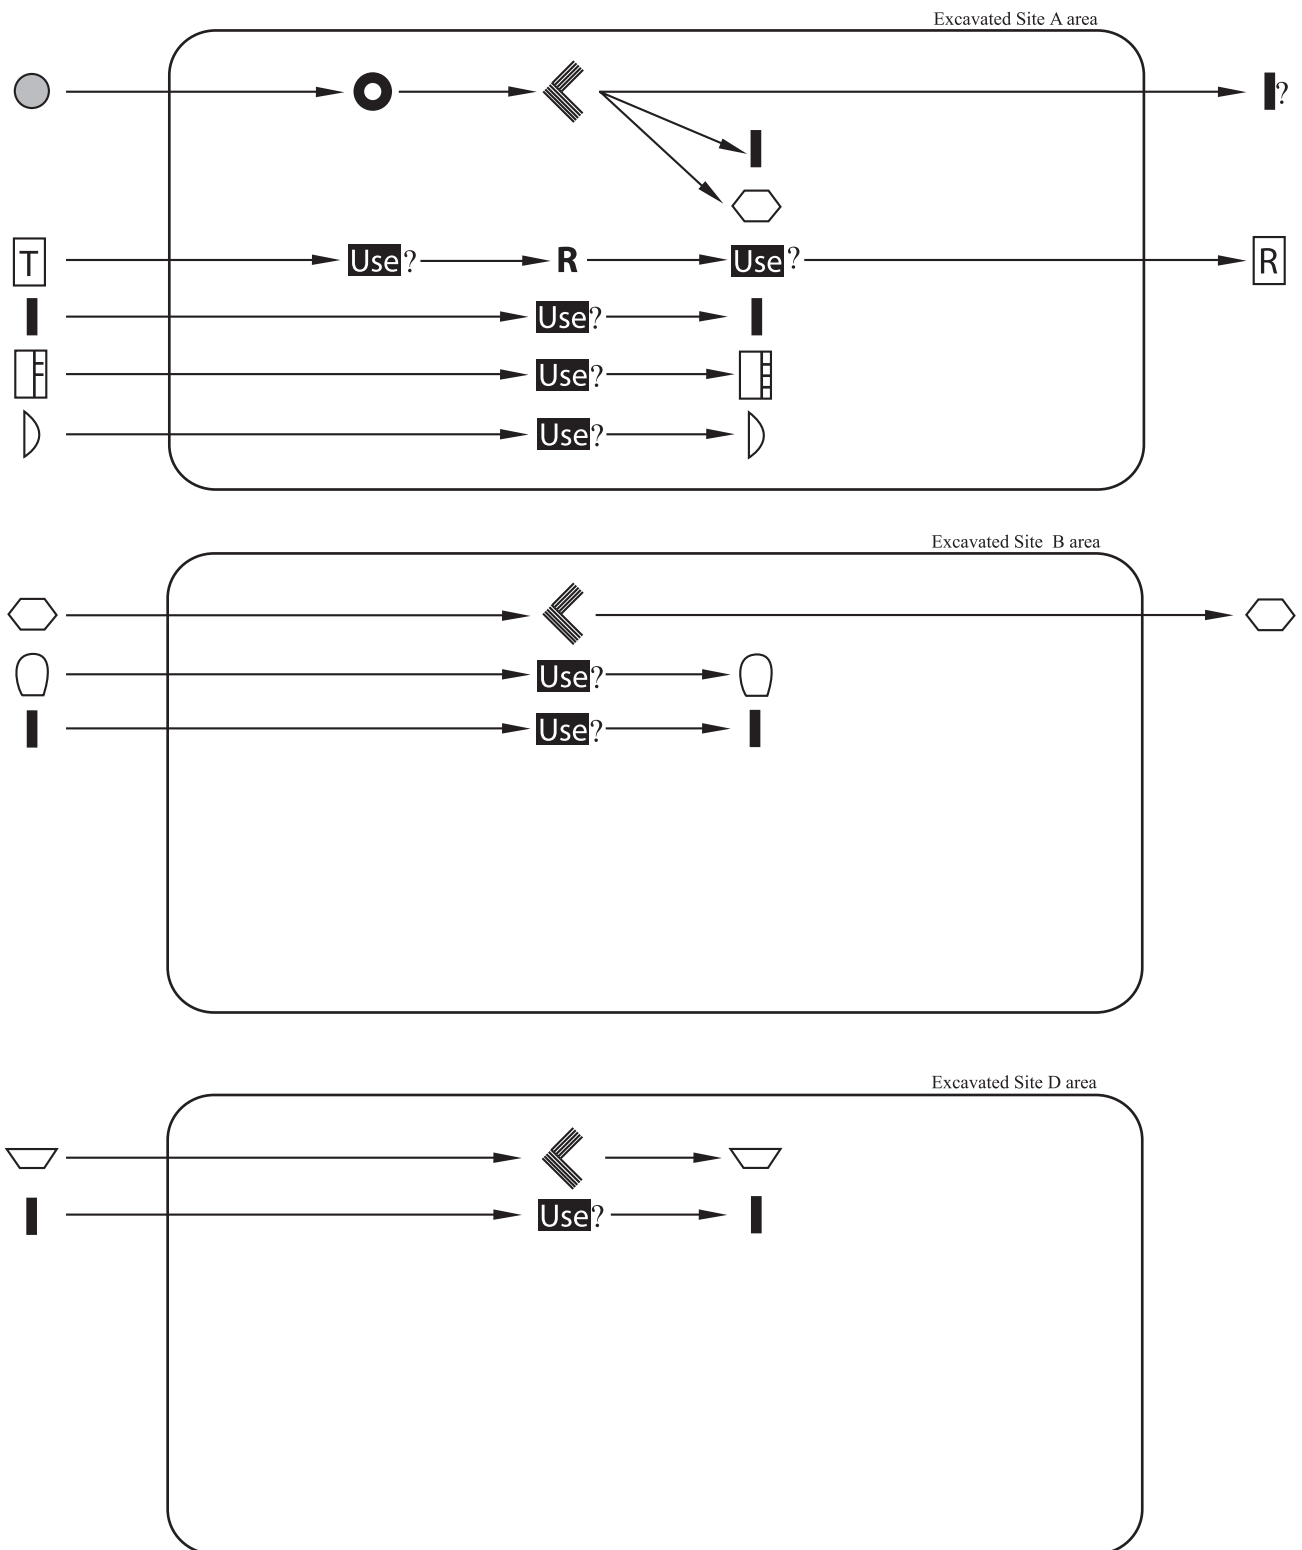 Excavated Site A area
?
T Use? R Use? R
Use?
Use?
Use?
Excavated Site B area
Use?
Use?
Excavated Site D area
Use?